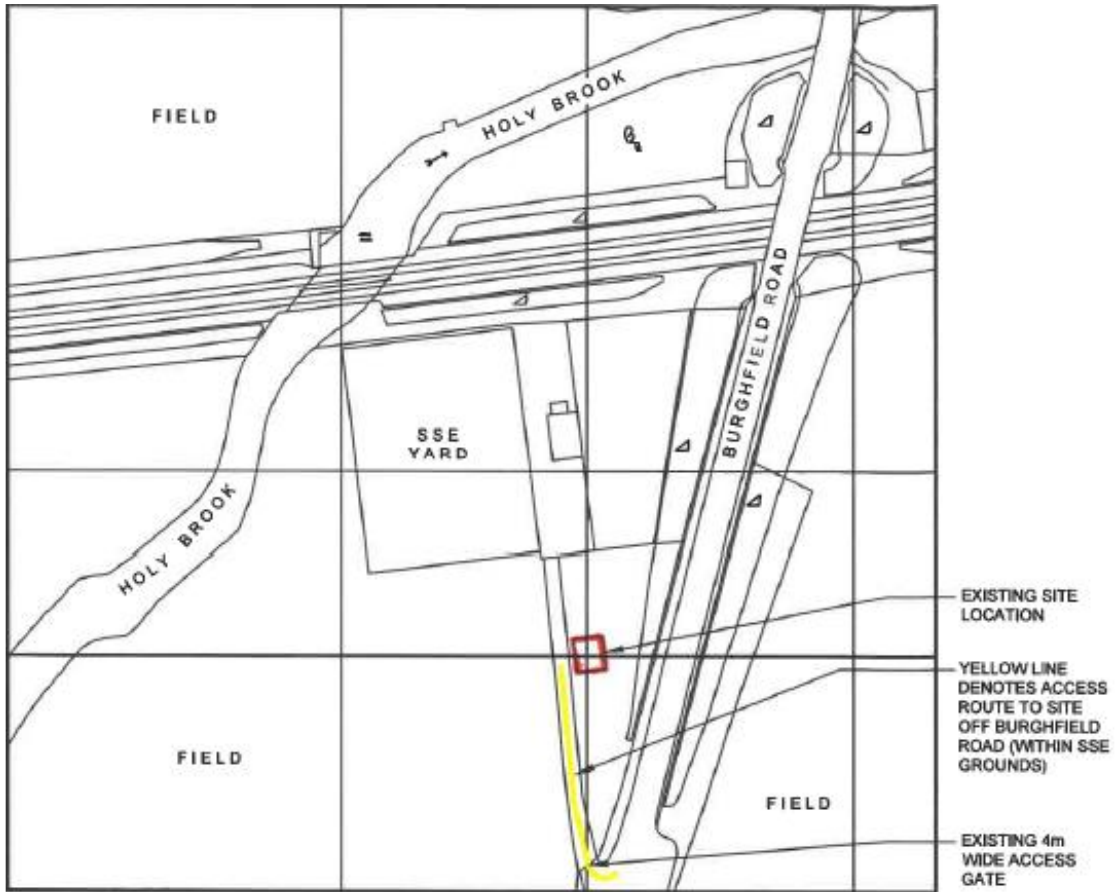 FIELD
HOLY BROOK
BURGHFIELD ROAD
SSE
YARD
HOLY BROOK
EXISTING SITE
LOCATION
YELLOW LINE
DENOTES ACCESS
ROUTE TO SITE
OFF BURGHFIELD
ROAD (WITHIN SSE
GROUNDS)
FIELD
FIELD
EXISTING 4m
WIDE ACCESS
GATE